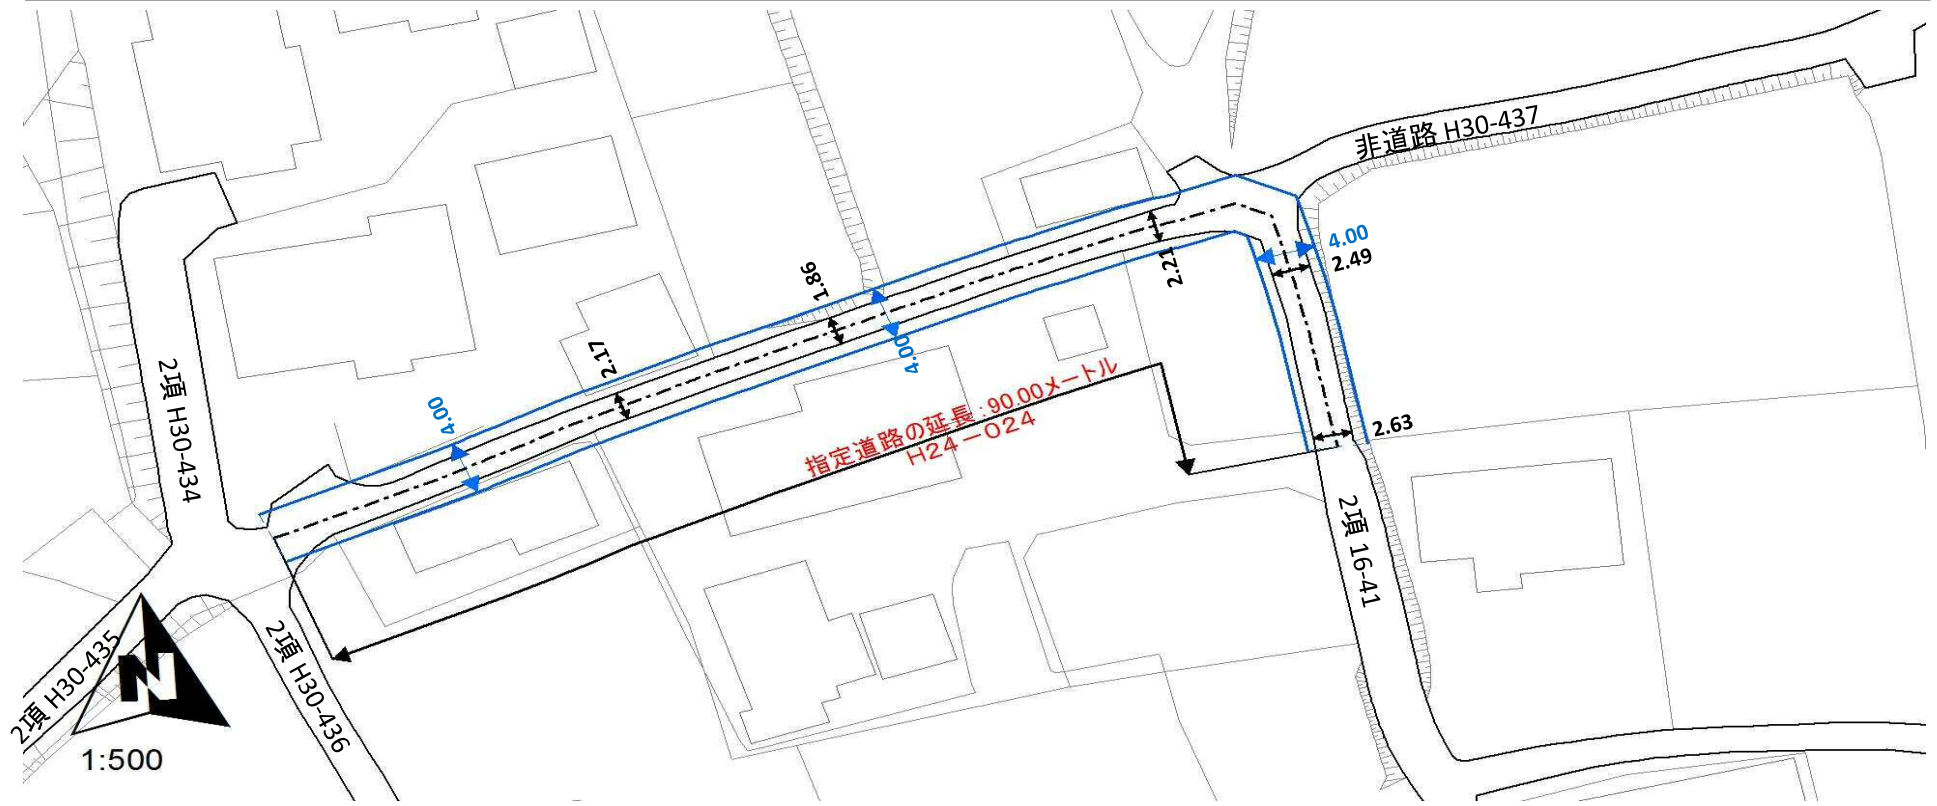 非道路 H30-437
4.00
2.49
2.21
1.86
4.00
2.17
4.00
2項 H30-434
指定道路の延長:90.00メートル
H24-024
2.63
2項 16-41
2項 H30-435
2項 H30-436
N
1:500